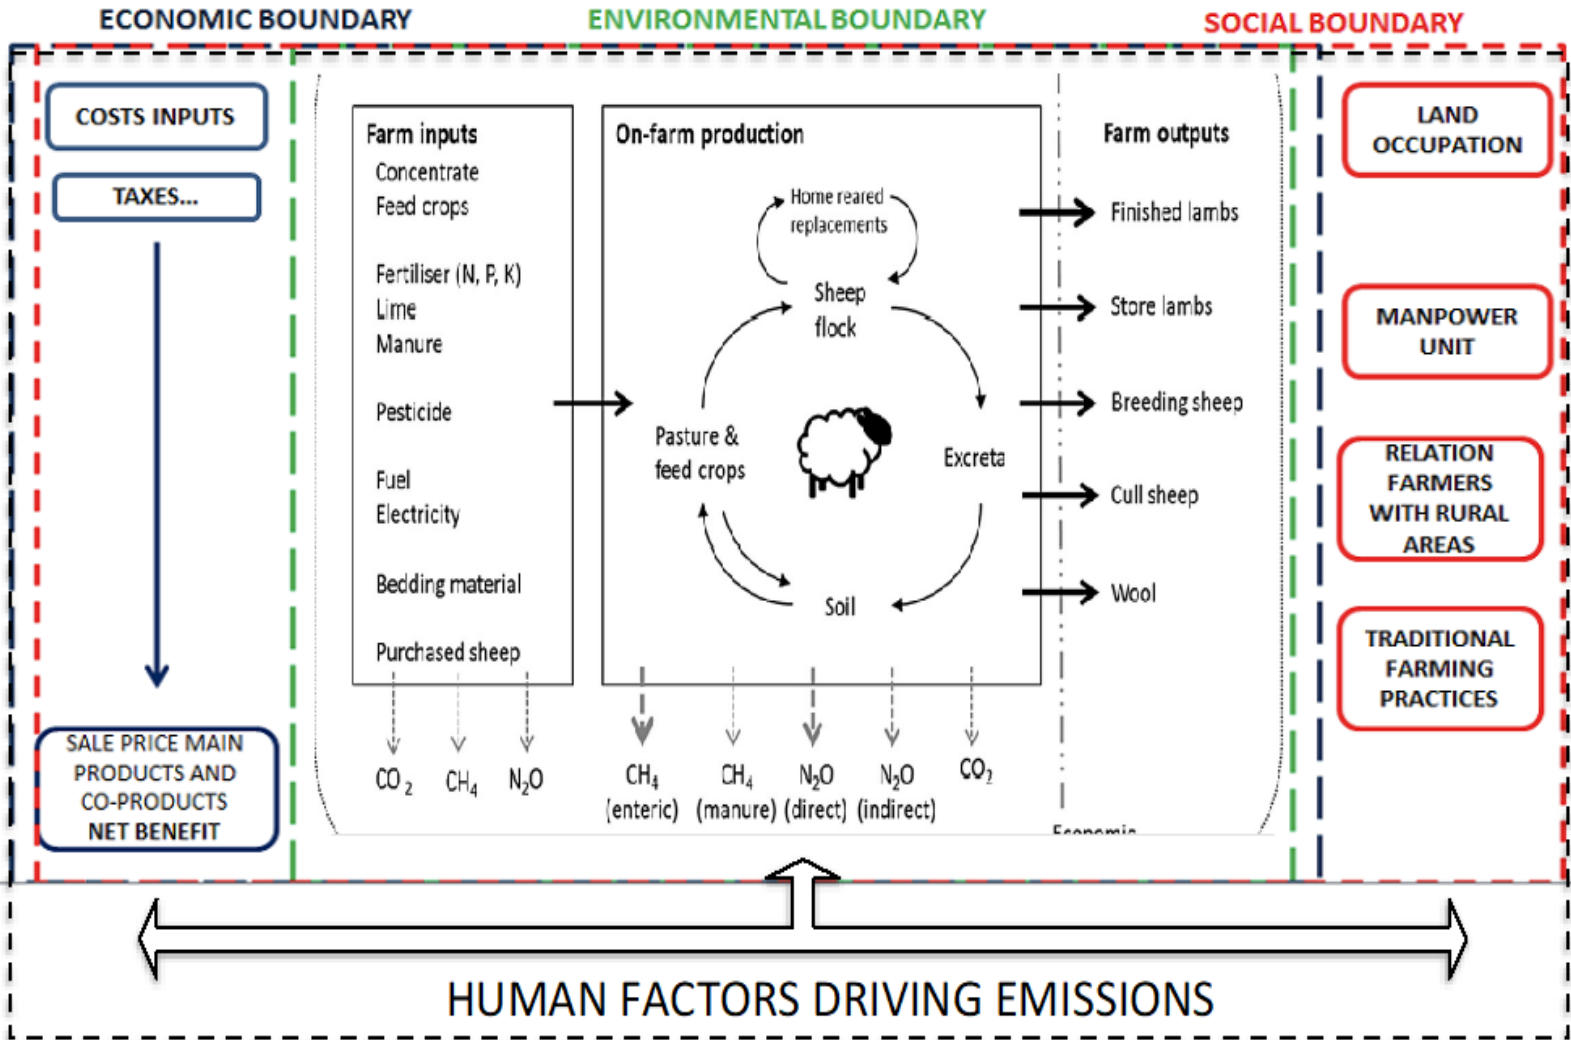 ECONOMIC BOUNDARY
ENVIRONMENTAL BOUNDARY
SOCIAL BOUNDARY
COSTS INPUTS
TAXES...
SALE PRICE MAIN
PRODUCTS AND
CO-PRODUCTS
NET BENEFIT
Farm inputs
Concentrate
Feed crops
Fertiliser (N, P, K)
Lime
Manure
Pesticide
Fuel
Electricity
Bedding material
Purchased sheep
CO₂
CH₄
N₂O
On-farm production
Home reared
replacements
Sheep
flock
Pasture &
feed crops
Excreta
Soil
CH₄
(enteric)
CH₄
(manure)
N₂O
(direct)
N₂O
(indirect)
CO₂
Farm outputs
Finished lambs
Store lambs
Breeding sheep
Cull sheep
Wool
Economic
LAND
OCCUPATION
MANPOWER
UNIT
RELATION
FARMERS
WITH RURAL
AREAS
TRADITIONAL
FARMING
PRACTICES
HUMAN FACTORS DRIVING EMISSIONS